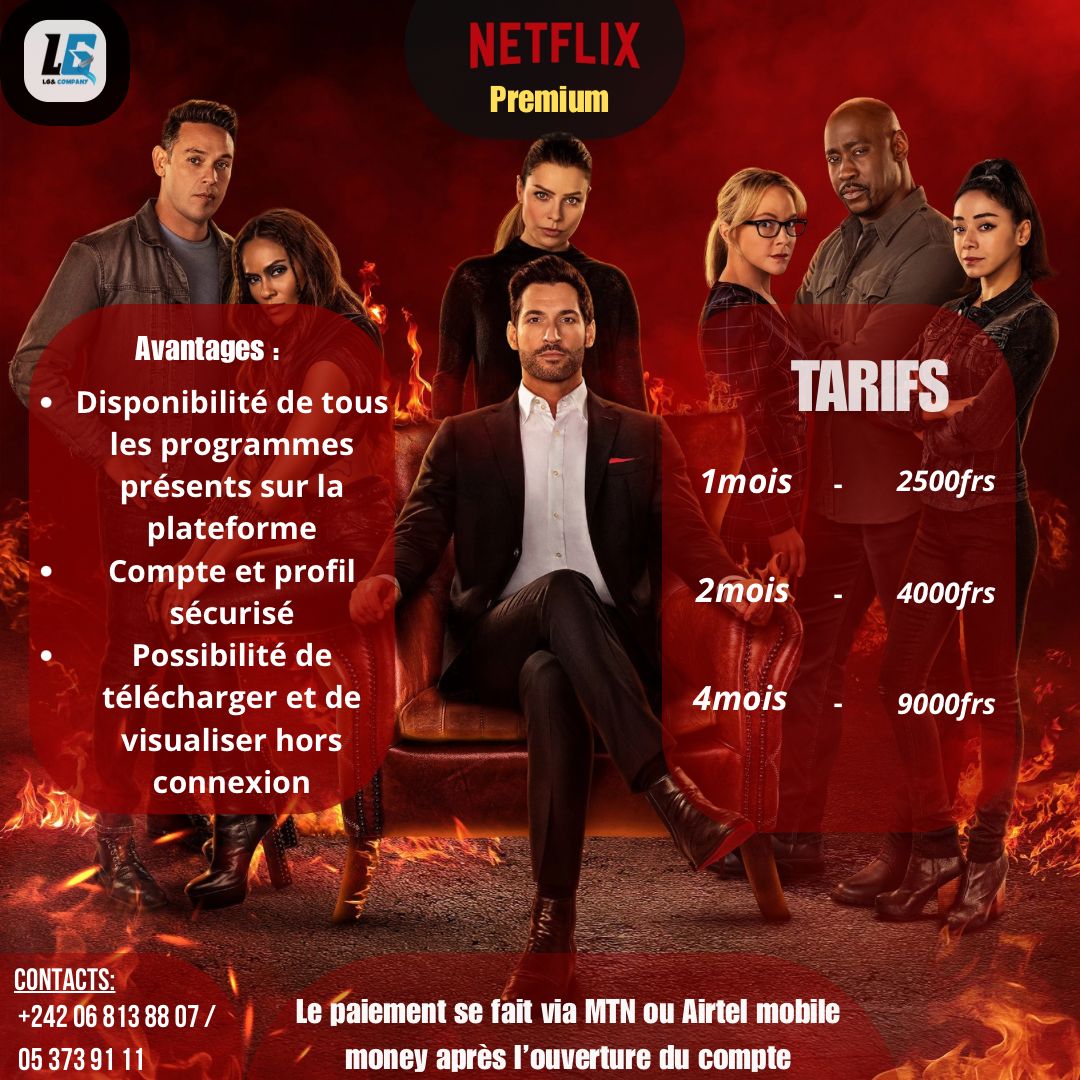 LG
LG& COMPANY
NETFLIX
Premium
Avantages :
• Disponibilité de tous
les programmes
présents sur la
plateforme
• Compte et profil
sécurisé
• Possibilité de
télécharger et de
visualiser hors
connexion
TARIFS
1mois - 2500frs
2mois - 4000frs
4mois - 9000frs
CONTACTS:
+242 06 813 88 07 /
05 373 91 11
Le paiement se fait via MTN ou Airtel mobile
money après l'ouverture du compte